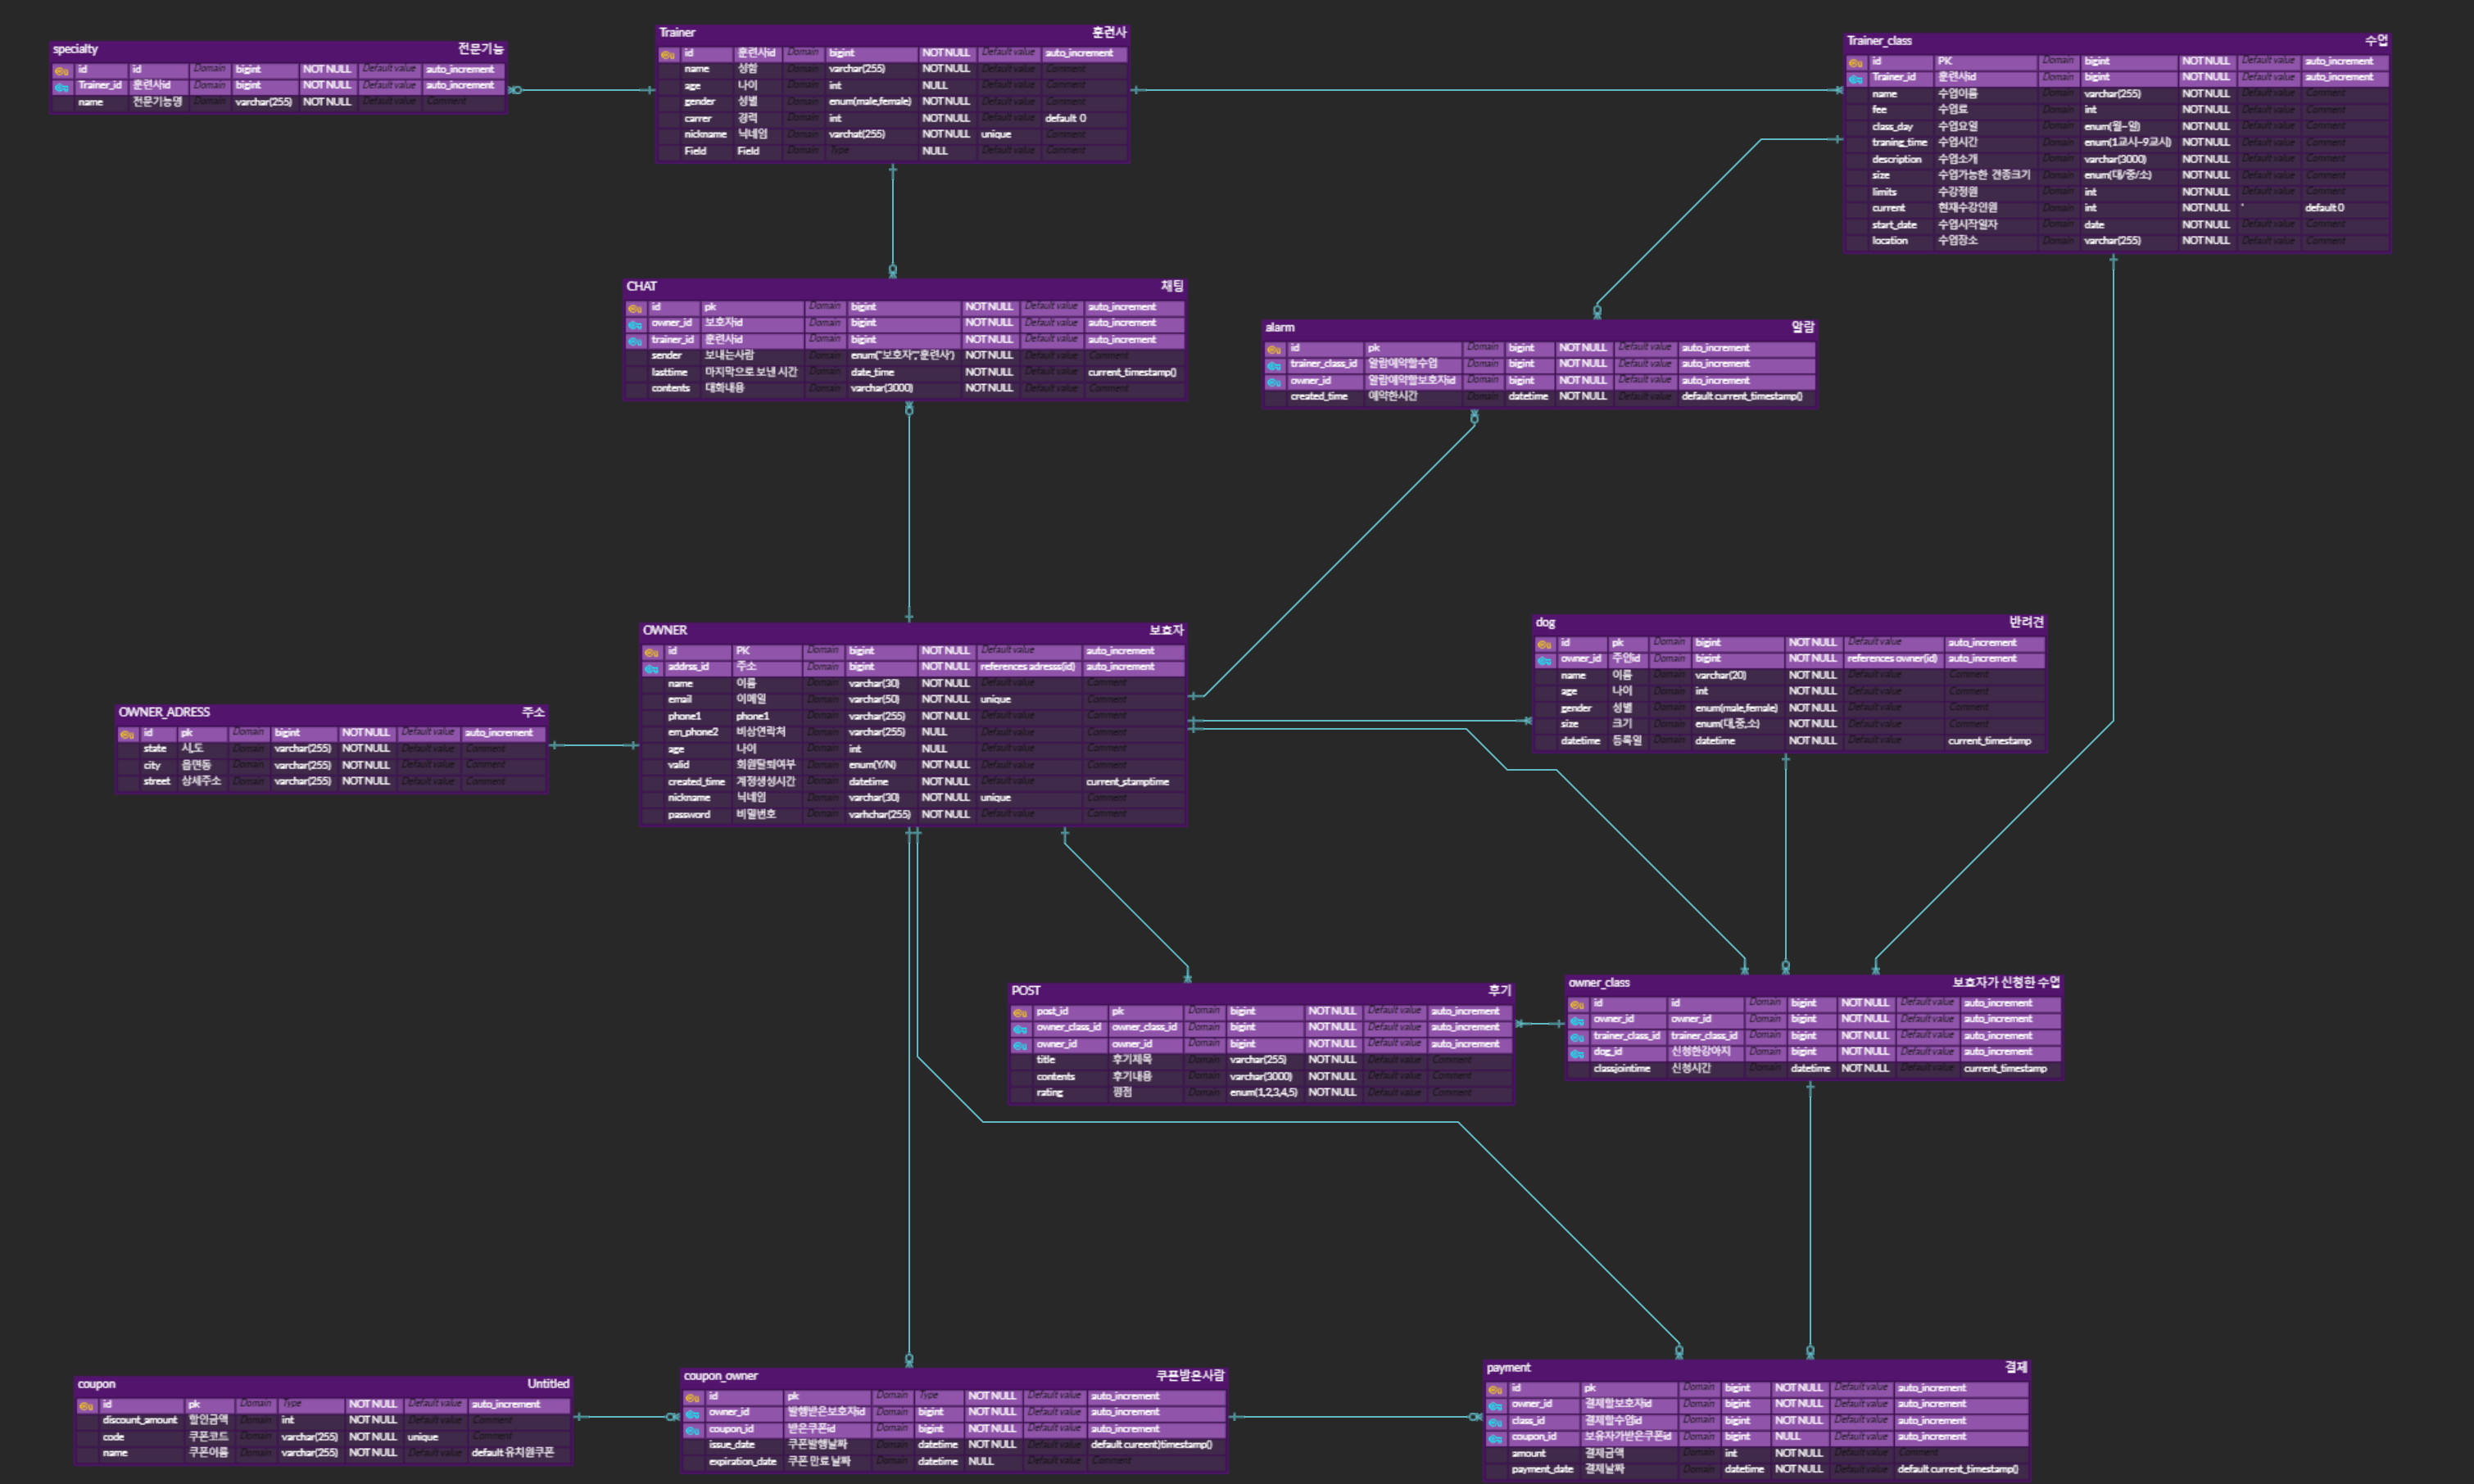 specialty 전문기능
id id Domain bigint NOT NULL Default value auto_increment
Trainer_id 훈련사id Domain bigint NOT NULL Default value auto_increment
name 전문기능명 Domain varchar(255) NOT NULL Default value Comment
Trainer 훈련사
id 훈련사id Domain bigint NOT NULL Default value auto_increment
name 성함 Domain varchar(255) NOT NULL Default value Comment
age 나이 Domain int NULL Default value Comment
gender 성별 Domain enum(male,female) NOT NULL Default value Comment
carrer 경력 Domain int NOT NULL Default value default 0
nickname 닉네임 Domain varchat(255) NOT NULL unique Comment
Field Field Domain Type NULL Default value Comment
Trainer_class 수업
id PK Domain bigint NOT NULL Default value auto_increment
Trainer_id 훈련사id Domain bigint NOT NULL Default value auto_increment
name 수업이름 Domain varchar(255) NOT NULL Default value Comment
fee 수업료 Domain int NOT NULL Default value Comment
class_day 수업요일 Domain enum(월~일) NOT NULL Default value Comment
traning_time 수업시간 Domain enum(1교시~9교시) NOT NULL Default value Comment
description 수업소개 Domain varchar(3000) NOT NULL Default value Comment
size 수업가능한 견종크기 Domain enum(대/중/소) NOT NULL Default value Comment
limits 수강정원 Domain int NOT NULL Default value Comment
current 현재수강인원 Domain int NOT NULL ' default 0
start_date 수업시작일자 Domain date NOT NULL Default value Comment
location 수업장소 Domain varchar(255) NOT NULL Default value Comment
CHAT 채팅
id pk Domain bigint NOT NULL Default value auto_increment
owner_id 보호자id Domain bigint NOT NULL Default value auto_increment
trainer_id 훈련사id Domain bigint NOT NULL Default value auto_increment
sender 보내는사람 Domain enum("보호자","훈련사') NOT NULL Default value Comment
lasttime 마지막으로 보낸 시간 Domain date_time NOT NULL Default value current_timestamp()
contents 대화내용 Domain varchar(3000) NOT NULL Default value Comment
alarm 알람
id pk Domain bigint NOT NULL Default value auto_increment
trainer_class_id 알람예약할수업 Domain bigint NOT NULL Default value auto_increment
owner_id 알람예약할보호자id Domain bigint NOT NULL Default value auto_increment
created_time 예약한시간 Domain datetime NOT NULL Default value default current_timestamp()
OWNER 보호자
id PK Domain bigint NOT NULL Default value auto_increment
addrss_id 주소 Domain bigint NOT NULL references adresss(id) auto_increment
name 이름 Domain varchar(30) NOT NULL Default value Comment
email 이메일 Domain varchar(50) NOT NULL unique Comment
phone1 phone1 Domain varchar(255) NOT NULL Default value Comment
em_phone2 비상연락처 Domain varchar(255) NULL Default value Comment
age 나이 Domain int NULL Default value Comment
valid 회원탈퇴여부 Domain enum(Y/N) NOT NULL Default value Comment
created_time 계정생성시간 Domain datetime NOT NULL Default value current_stamptime
nickname 닉네임 Domain varchar(30) NOT NULL unique Comment
password 비밀번호 Domain varhchar(255) NOT NULL Default value Comment
dog 반려견
id pk Domain bigint NOT NULL Default value auto_increment
owner_id 주인id Domain bigint NOT NULL references owner(id) auto_increment
name 이름 Domain varchar(20) NOT NULL Default value Comment
age 나이 Domain int NOT NULL Default value Comment
gender 성별 Domain enum(male,female) NOT NULL Default value Comment
size 크기 Domain enum(대,중,소) NOT NULL Default value Comment
datetime 등록일 Domain datetime NOT NULL Default value current_timestamp
OWNER_ADRESS 주소
id pk Domain bigint NOT NULL Default value auto_increment
state 시,도 Domain varchar(255) NOT NULL Default value Comment
city 읍면동 Domain varchar(255) NOT NULL Default value Comment
street 상세주소 Domain varchar(255) NOT NULL Default value Comment
POST 후기
post_id pk Domain bigint NOT NULL Default value auto_increment
owner_class_id owner_class_id Domain bigint NOT NULL Default value auto_increment
owner_id owner_id Domain bigint NOT NULL Default value auto_increment
title 후기제목 Domain varchar(255) NOT NULL Default value Comment
contents 후기내용 Domain varchar(3000) NOT NULL Default value Comment
rating 평점 Domain enum(1,2,3,4,5) NOT NULL Default value Comment
owner_class 보호자가 신청한 수업
id id Domain bigint NOT NULL Default value auto_increment
owner_id owner_id Domain bigint NOT NULL Default value auto_increment
trainer_class_id trainer_class_id Domain bigint NOT NULL Default value auto_increment
dog_id 신청한강아지 Domain bigint NOT NULL Default value auto_increment
classjointime 신청시간 Domain datetime NOT NULL Default value current_timestamp
coupon Untitled
id pk Domain Type NOT NULL Default value auto_increment
discount_amount 할인금액 Domain int NOT NULL Default value Comment
code 쿠폰코드 Domain varchar(255) NOT NULL unique Comment
name 쿠폰이름 Domain varchar(255) NOT NULL Default value default 유치원쿠폰
coupon_owner 쿠폰받은사람
id pk Domain Type NOT NULL Default value auto_increment
owner_id 발행받은보호자id Domain bigint NOT NULL Default value auto_increment
coupon_id 받은쿠폰id Domain bigint NOT NULL Default value auto_increment
issue_date 쿠폰발행날짜 Domain datetime NOT NULL Default value default cureent)timestamp()
expiration_date 쿠폰 만료 날짜 Domain datetime NULL Default value Comment
payment 결제
id pk Domain bigint NOT NULL Default value auto_increment
owner_id 결제할보호자id Domain bigint NOT NULL Default value auto_increment
class_id 결제할수업id Domain bigint NOT NULL Default value auto_increment
coupon_id 보유자가받은쿠폰id Domain bigint NULL Default value auto_increment
amount 결제금액 Domain int NOT NULL Default value Comment
payment_date 결제날짜 Domain datetime NOT NULL Default value default current_timestamp()